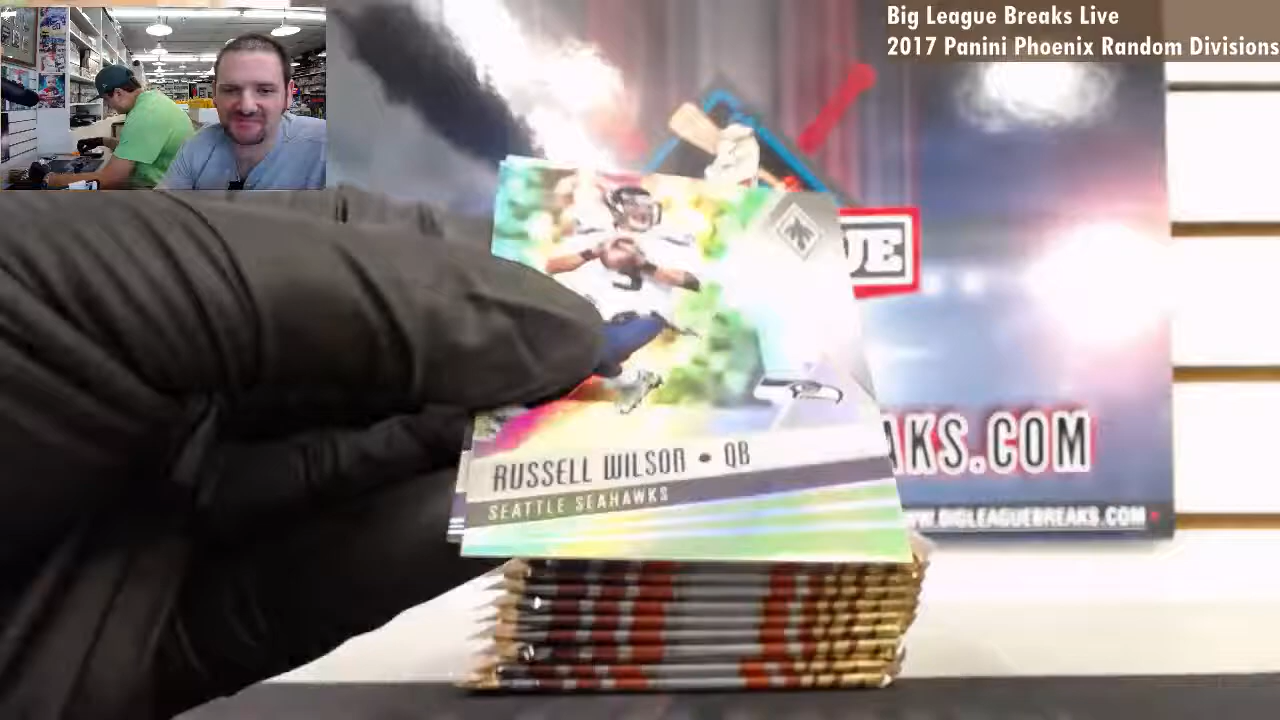 Big League Breaks Live
2017 Panini Phoenix Random Divisions
UE
AKS.COM
WWW.BIGLEAGUEBREAKS.COM
RUSSELL WILSON • QB
SEATTLE SEAHAWKS